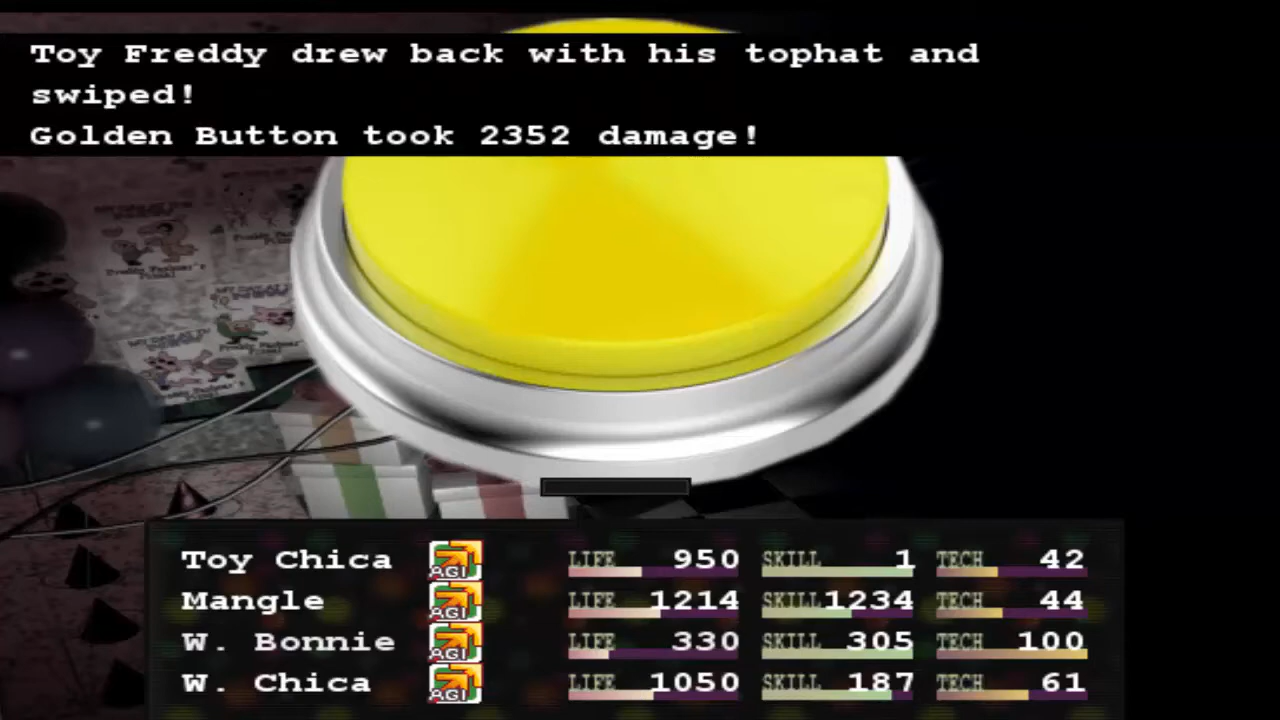 Toy Freddy drew back with his tophat and
swiped!
Golden Button took 2352 damage!
Toy Chica AGI LIFE 950 SKILL 1 TECH 42
Mangle AGI LIFE 1214 SKILL 1234 TECH 44
W. Bonnie AGI LIFE 330 SKILL 305 TECH 100
W. Chica AGI LIFE 1050 SKILL 187 TECH 61